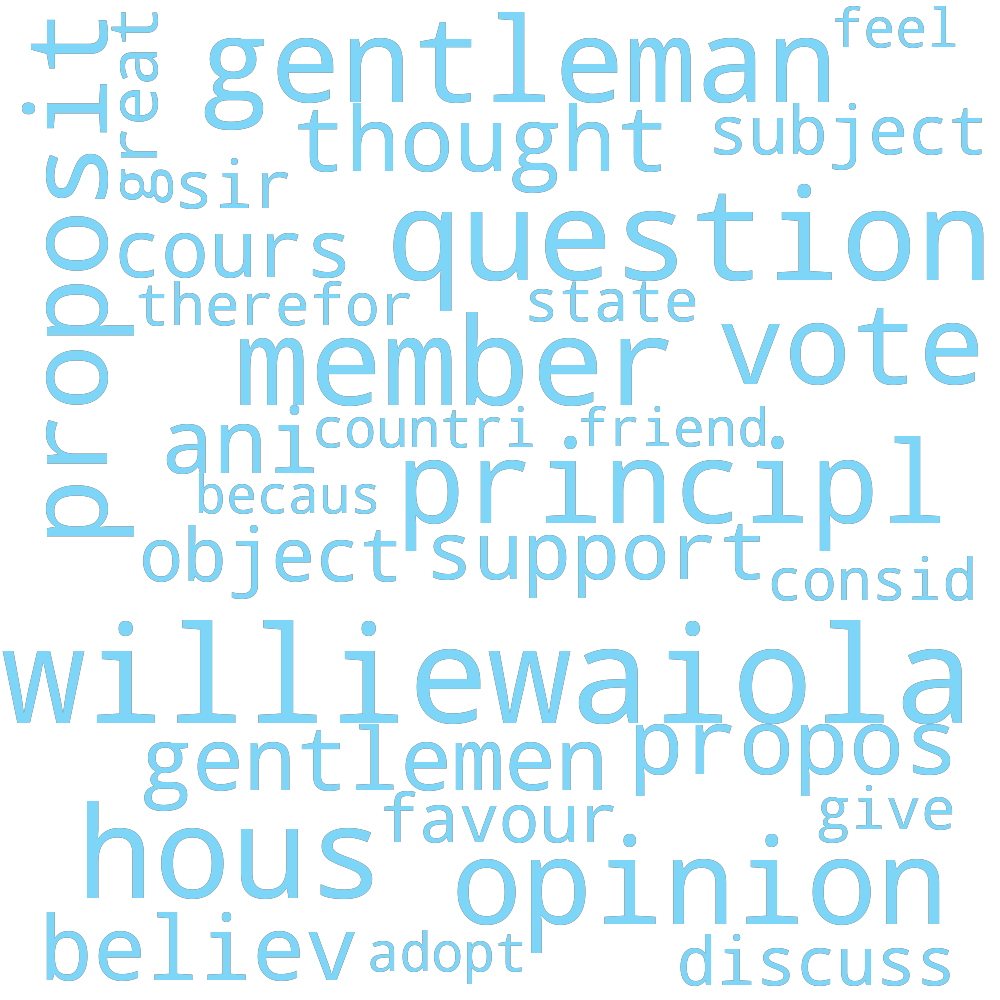 feel
gentleman
great
proposit
thought
subject
sir
question
cours
therefor
state
member
vote
ani
countri
friend
principl
becaus
object
support
consid
williewaiola
gentlemen
propos
favour
give
hous
opinion
believ
adopt
discuss